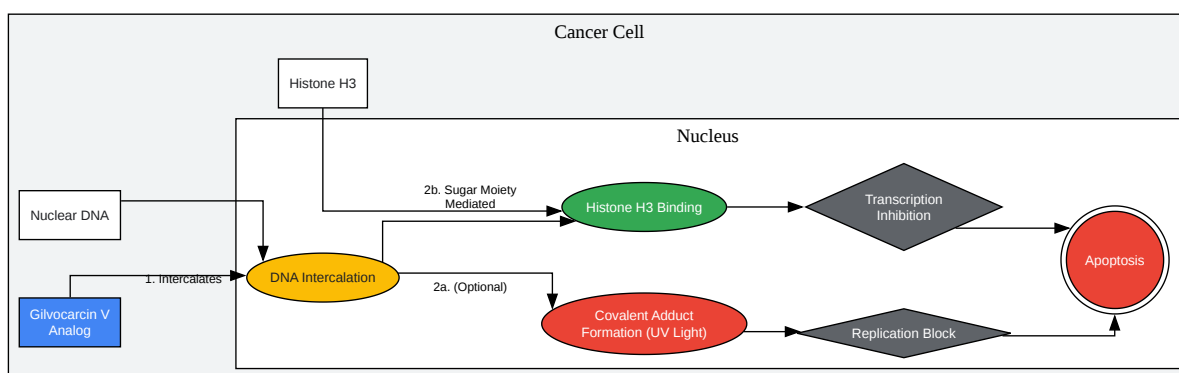 Cancer Cell
Histone H3
Nucleus
Nuclear DNA
2b. Sugar Moiety
Mediated
Histone H3 Binding
Transcription
Inhibition
Apoptosis
1. Intercalates
DNA Intercalation
2a. (Optional)
Gilvocarcin V
Analog
Covalent Adduct
Formation (UV Light)
Replication Block